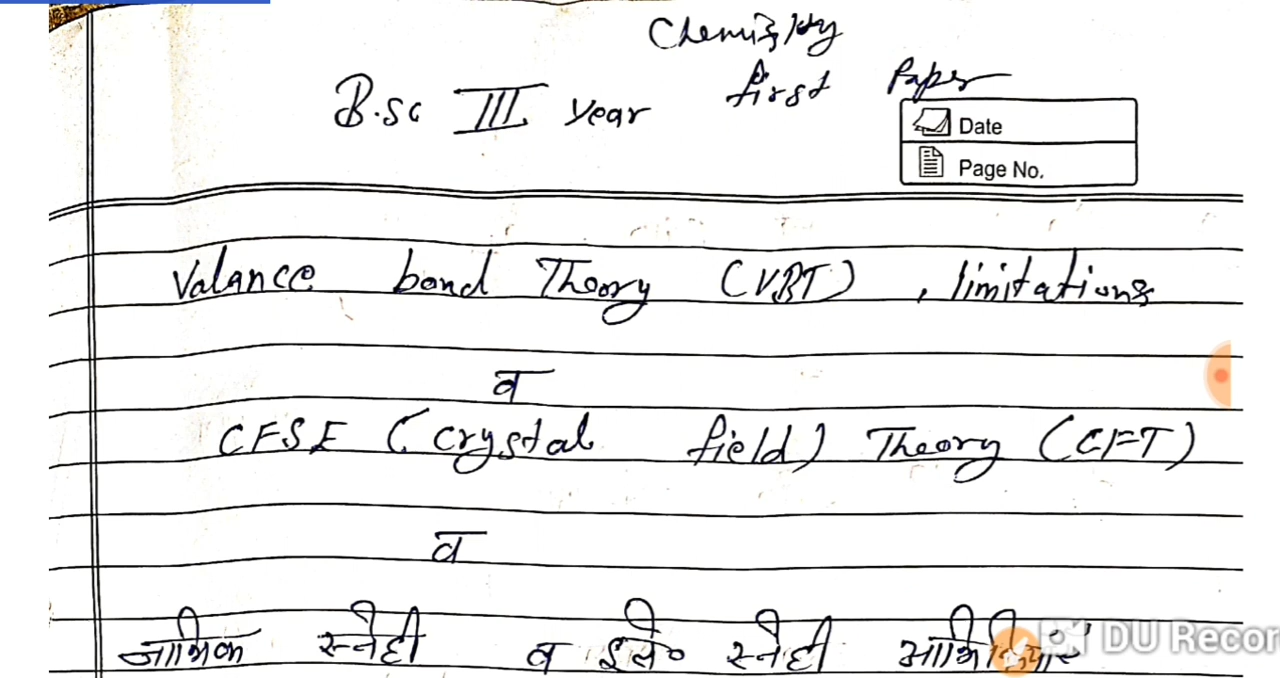 Chemistry
B.Sc III year first Paper
Date
Page No.
Valance bond Theory (VBT) , limitations
व
CFSE (crystal field) Theory (CFT)
व
नाभिक स्नेही व इले० स्नेही
DU Recor